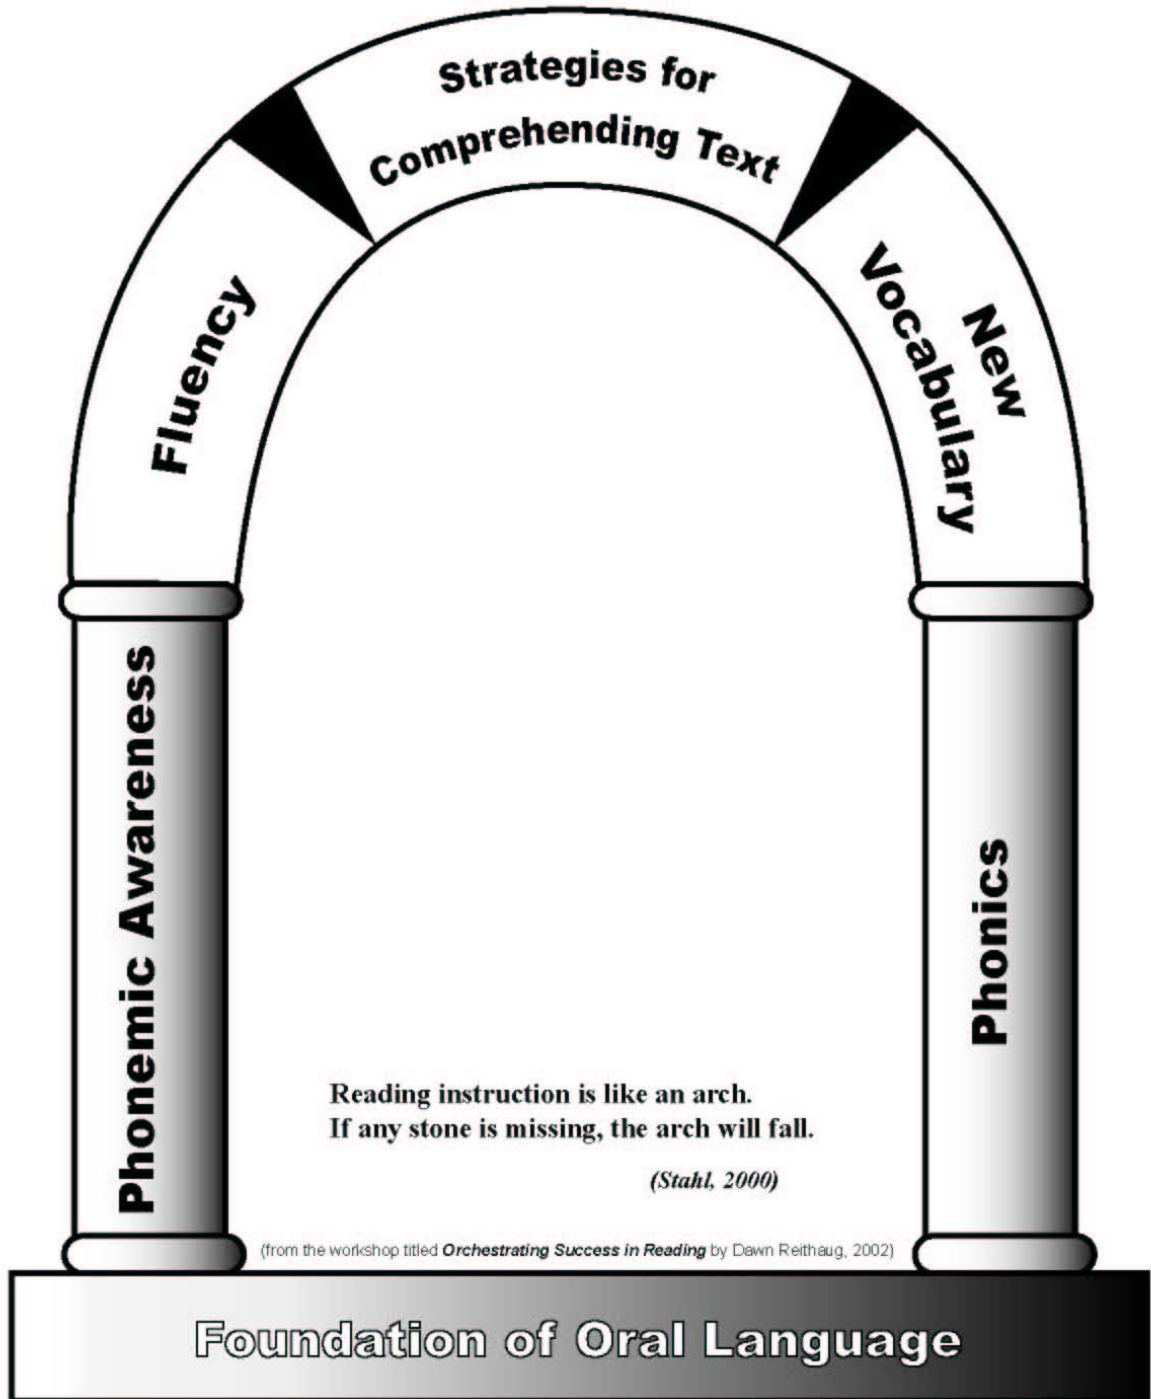 Strategies for
Comprehending Text
Fluency
New
Vocabulary
Phonemic Awareness
Phonics
Reading instruction is like an arch.
If any stone is missing, the arch will fall.
(Stahl, 2000)
(from the workshop titled Orchestrating Success in Reading by Dawn Reithaug, 2002)
Foundation of Oral Language